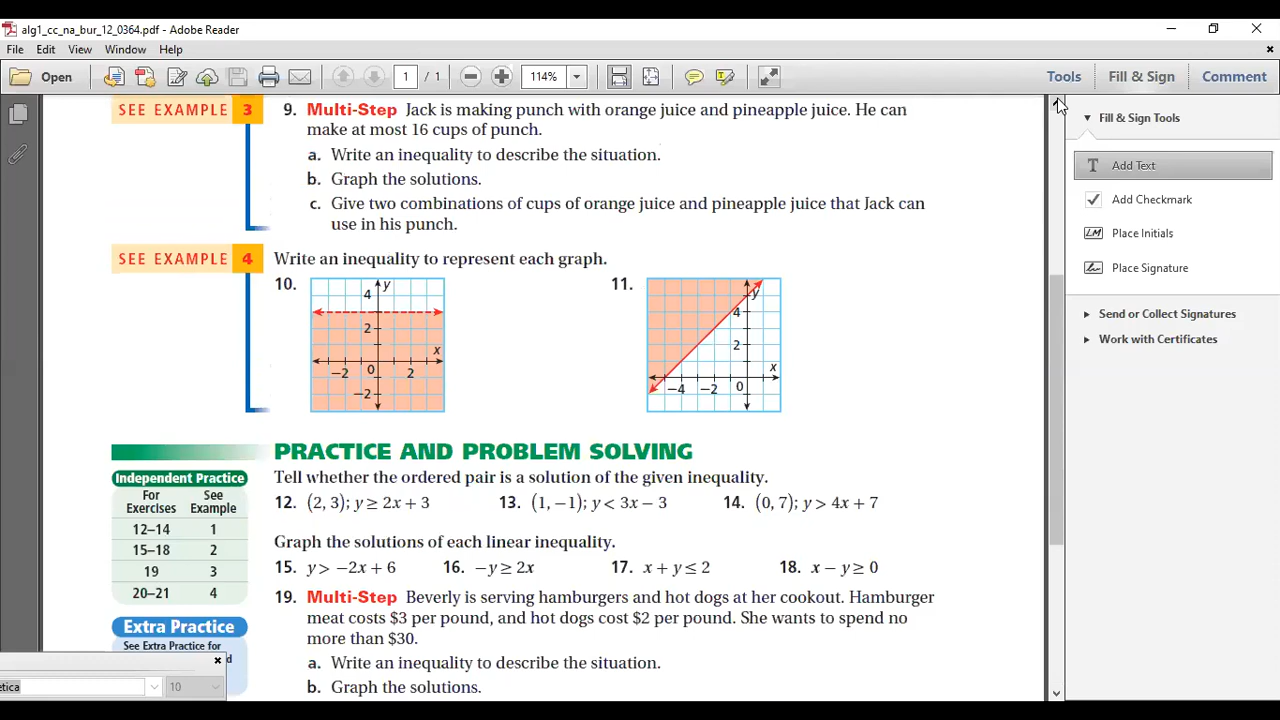 alg1_cc_na_bur_12_0364.pdf - Adobe Reader
File Edit View Window Help
Open 1 / 1 114% Tools Fill & Sign Comment
SEE EXAMPLE 3 9. Multi-Step Jack is making punch with orange juice and pineapple juice. He can
make at most 16 cups of punch.
a. Write an inequality to describe the situation.
b. Graph the solutions.
c. Give two combinations of cups of orange juice and pineapple juice that Jack can
use in his punch.
SEE EXAMPLE 4 Write an inequality to represent each graph.
10. 11.
4 y
2
x
−2 0 2
−2
y
4
2
x
−4 −2 0
PRACTICE AND PROBLEM SOLVING
Independent Practice
For See
Exercises Example
12–14 1
15–18 2
19 3
20–21 4
Extra Practice
See Extra Practice for
d
Tell whether the ordered pair is a solution of the given inequality.
12. (2, 3); y ≥ 2x + 3 13. (1, −1); y < 3x − 3 14. (0, 7); y > 4x + 7
Graph the solutions of each linear inequality.
15. y > −2x + 6 16. −y ≥ 2x 17. x + y ≤ 2 18. x − y ≥ 0
19. Multi-Step Beverly is serving hamburgers and hot dogs at her cookout. Hamburger
meat costs $3 per pound, and hot dogs cost $2 per pound. She wants to spend no
more than $30.
a. Write an inequality to describe the situation.
b. Graph the solutions.
etica 10
Fill & Sign Tools
T Add Text
Add Checkmark
LM Place Initials
Place Signature
Send or Collect Signatures
Work with Certificates